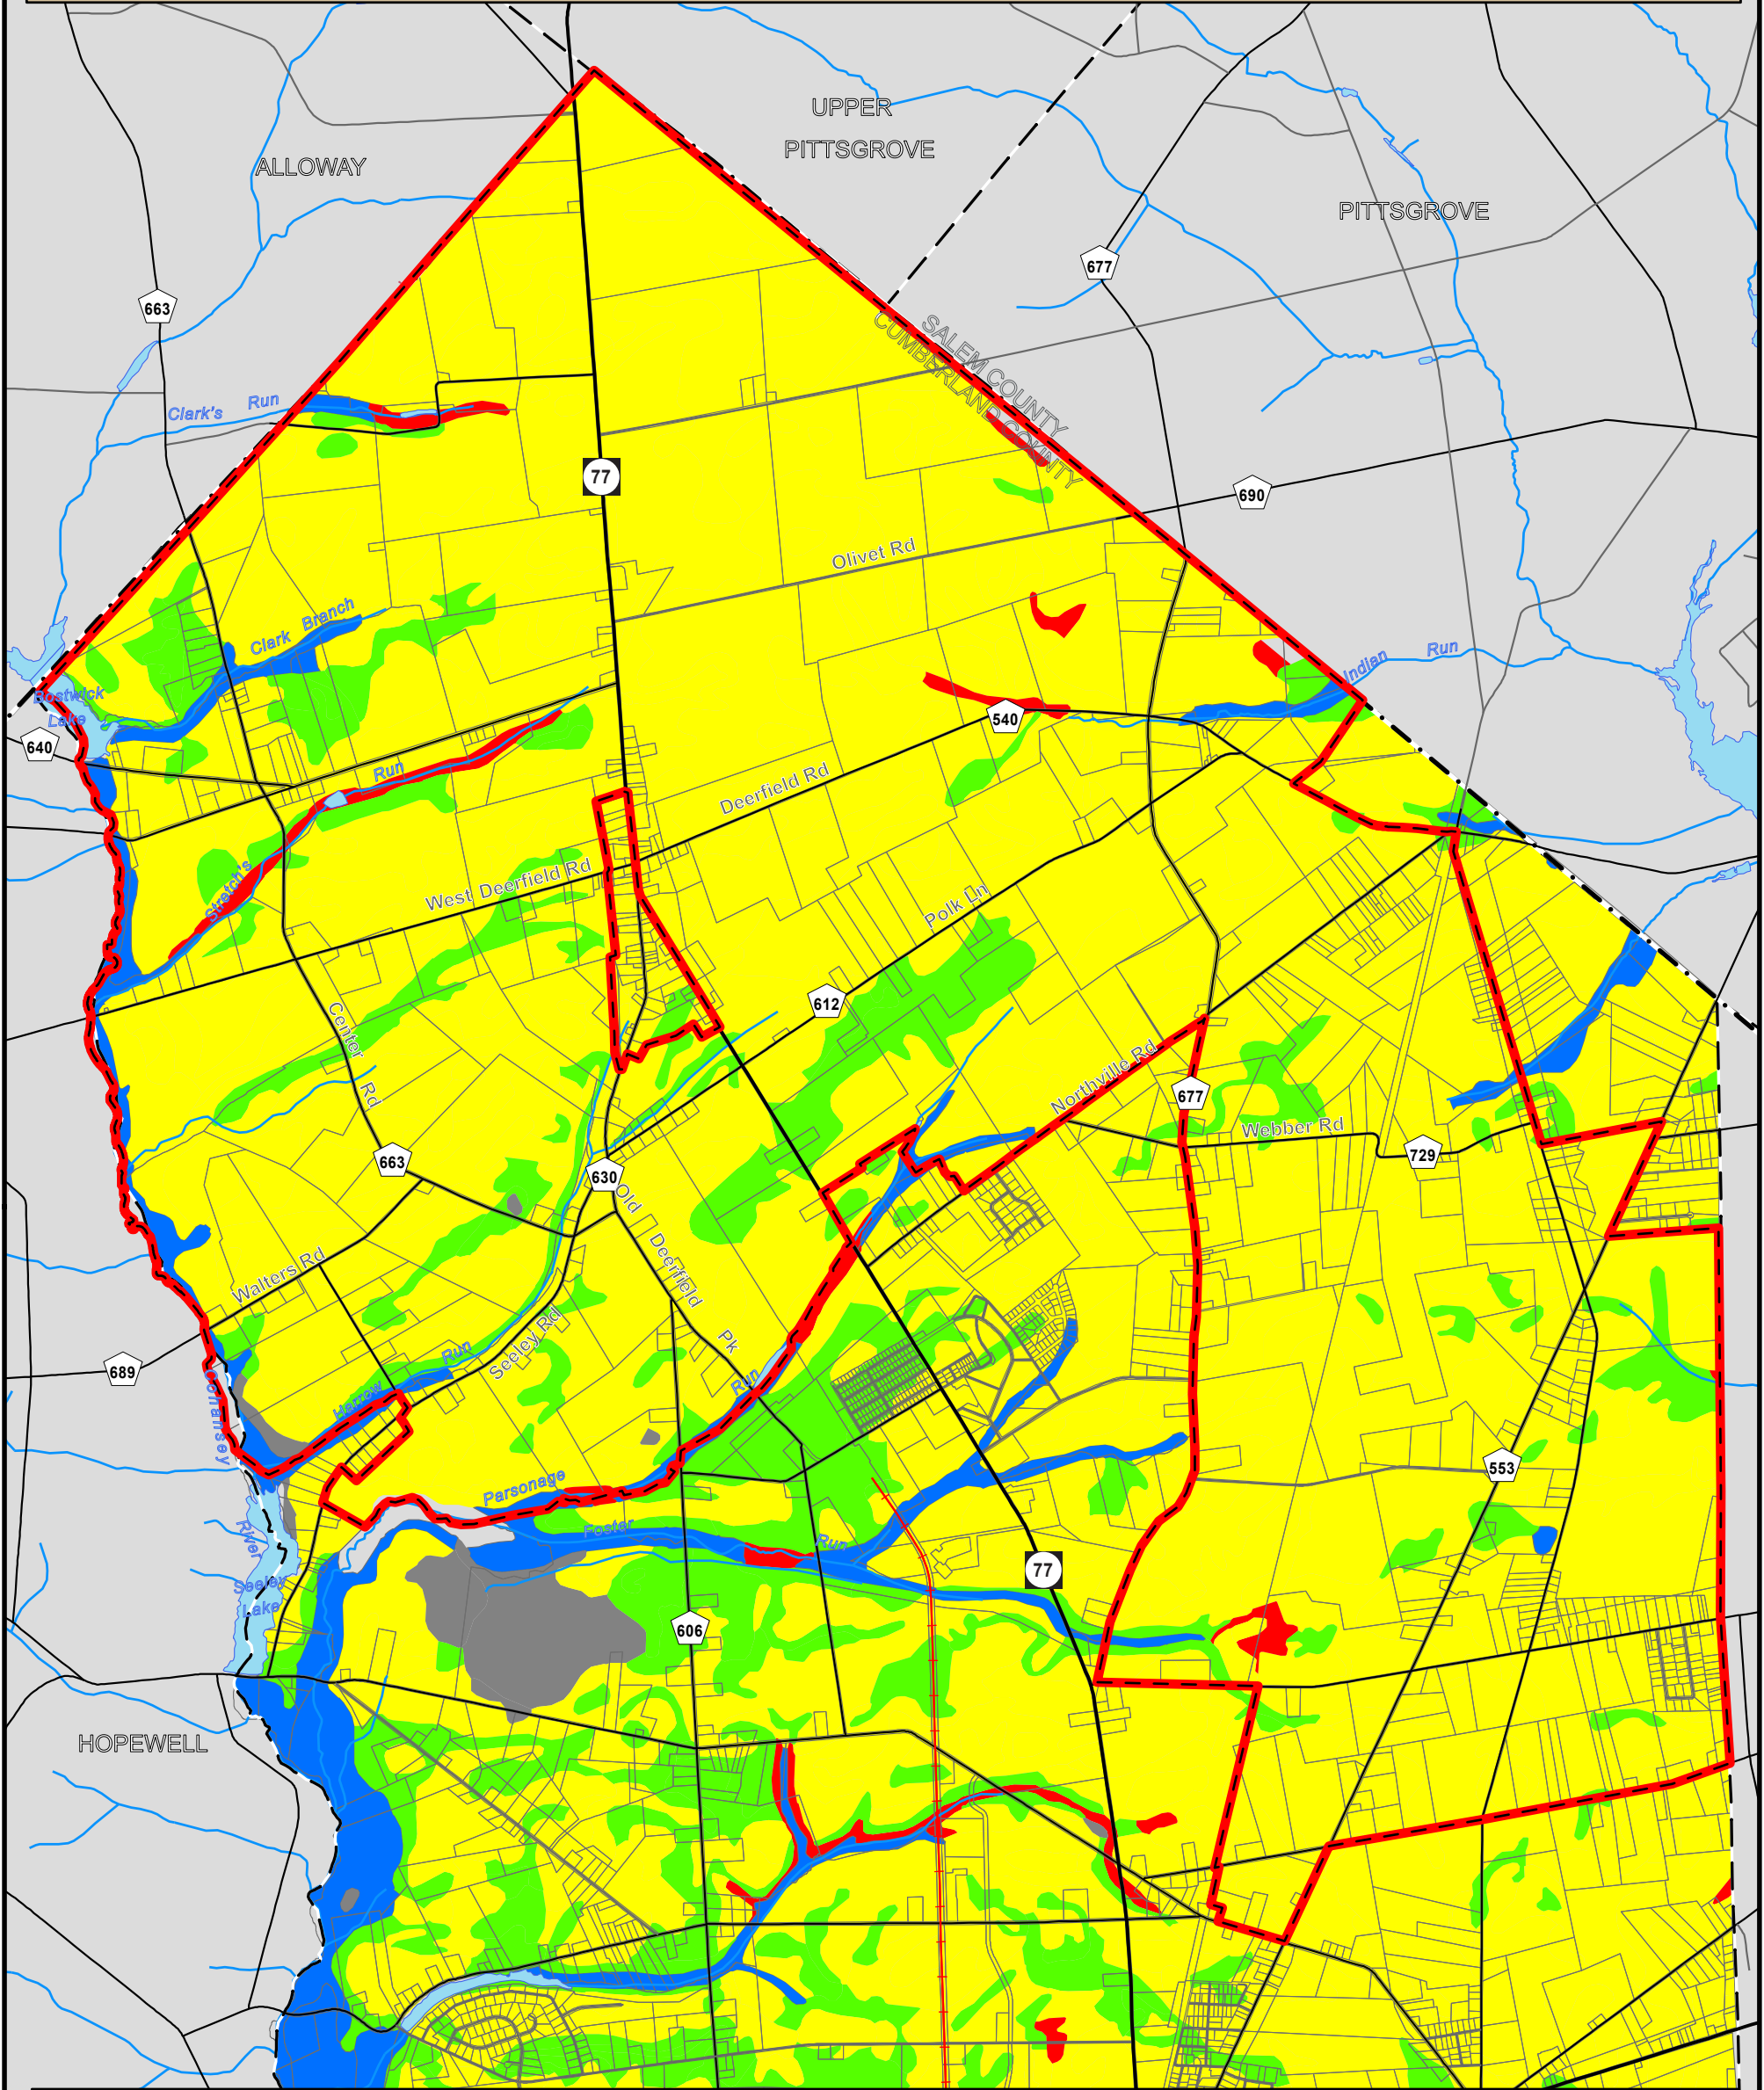 UPPER
PITTSGROVE
ALLOWAY
PITTSGROVE
677
663
SALEM COUNTY
CUMBERLAND COUNTY
Clark's Run
77
690
Olivet Rd
Clark Branch
Indian Run
Bostwick
Lake
640
540
Run
Deerfield Rd
Stretch's
West Deerfield Rd
Polk Ln
612
Center Rd
Northville Rd
677
Webber Rd
729
663
630
Old Deerfield Pk
Walters Rd
Seeley Rd
689
Run
Harrow
Cohansey
Run
553
Parsonage
Foster Run
River
77
Seeley
Lake
606
HOPEWELL